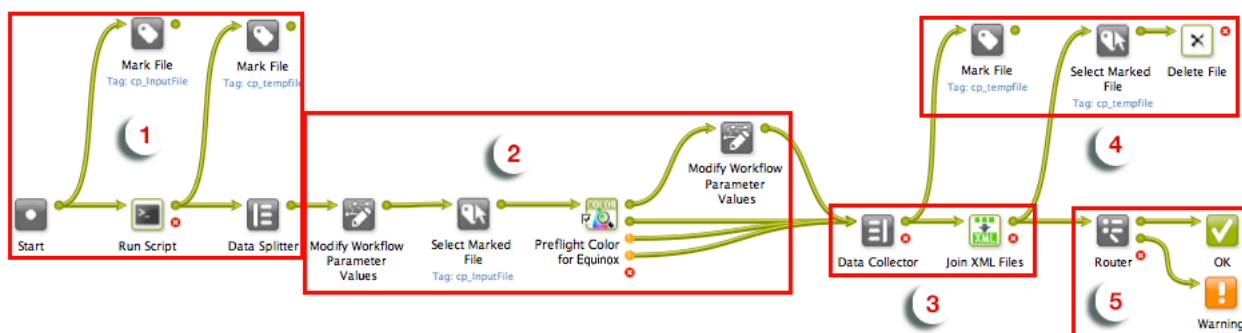 Mark File
Tag: cp_InputFile
Mark File
Tag: cp_tempfile
1
Start
Run Script
Data Splitter
2
Modify Workflow
Parameter
Values
Select Marked
File
Tag: cp_InputFile
COLOR
Preflight Color
for Equinox
Modify Workflow
Parameter
Values
Data Collector
XML
Join XML Files
3
Mark File
Tag: cp_tempfile
Select Marked
File
Tag: cp_tempfile
Delete File
4
Router
OK
Warning
5